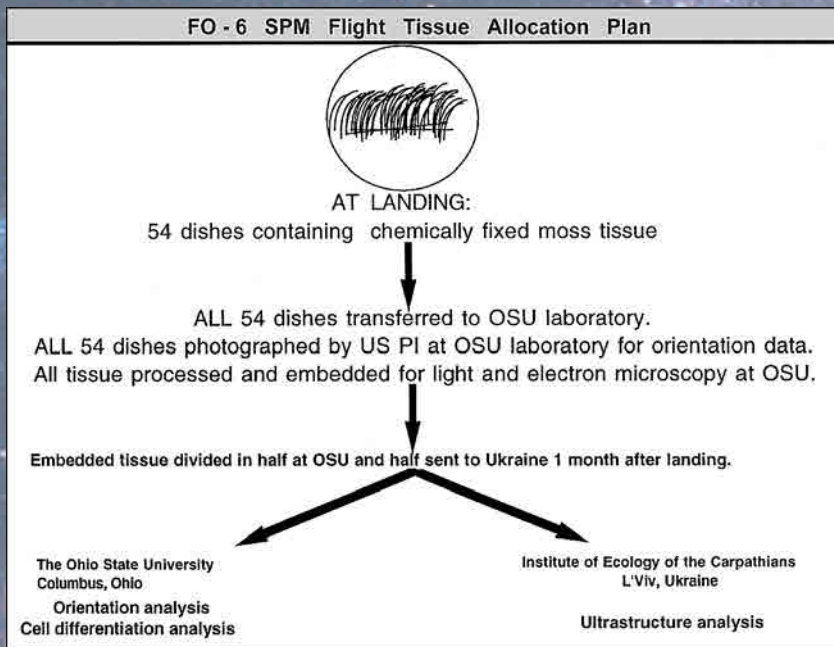 FO - 6 SPM Flight Tissue Allocation Plan
AT LANDING:
54 dishes containing chemically fixed moss tissue
ALL 54 dishes transferred to OSU laboratory.
ALL 54 dishes photographed by US PI at OSU laboratory for orientation data.
All tissue processed and embedded for light and electron microscopy at OSU.
Embedded tissue divided in half at OSU and half sent to Ukraine 1 month after landing.
The Ohio State University
Columbus, Ohio
Orientation analysis
Cell differentiation analysis
Institute of Ecology of the Carpathians
L'Viv, Ukraine
Ultrastructure analysis